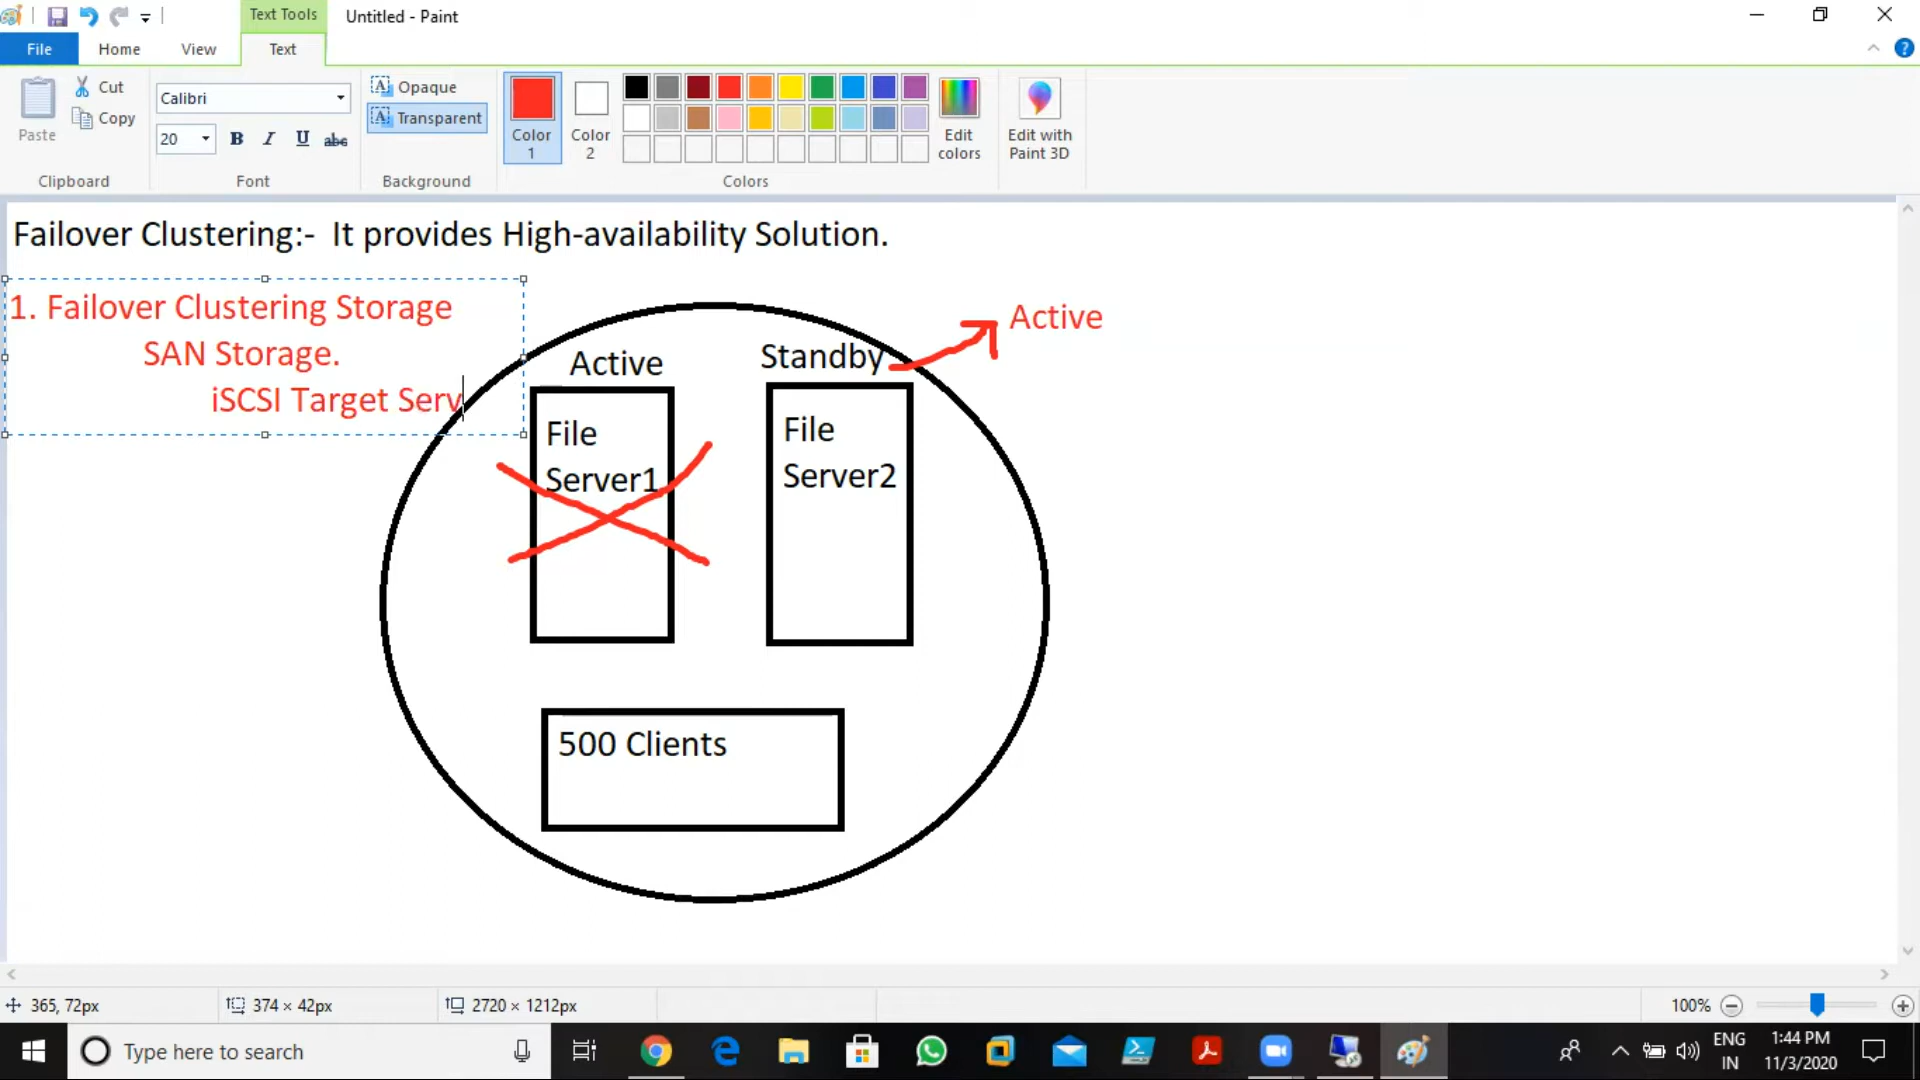 Text Tools
Untitled - Paint
File
Home
View
Text
Paste
Cut
Copy
Clipboard
Calibri
20
B I U abc
Font
Opaque
Transparent
Background
Color 1
Color 2
Colors
Edit colors
Edit with Paint 3D
Failover Clustering:-  It provides High-availability Solution.
1. Failover Clustering Storage
SAN Storage.
iSCSI Target Serv
Active
Standby
Active
File
Server1
File
Server2
500 Clients
365, 72px
374 × 42px
2720 × 1212px
100%
Type here to search
ENG
IN
1:44 PM
11/3/2020